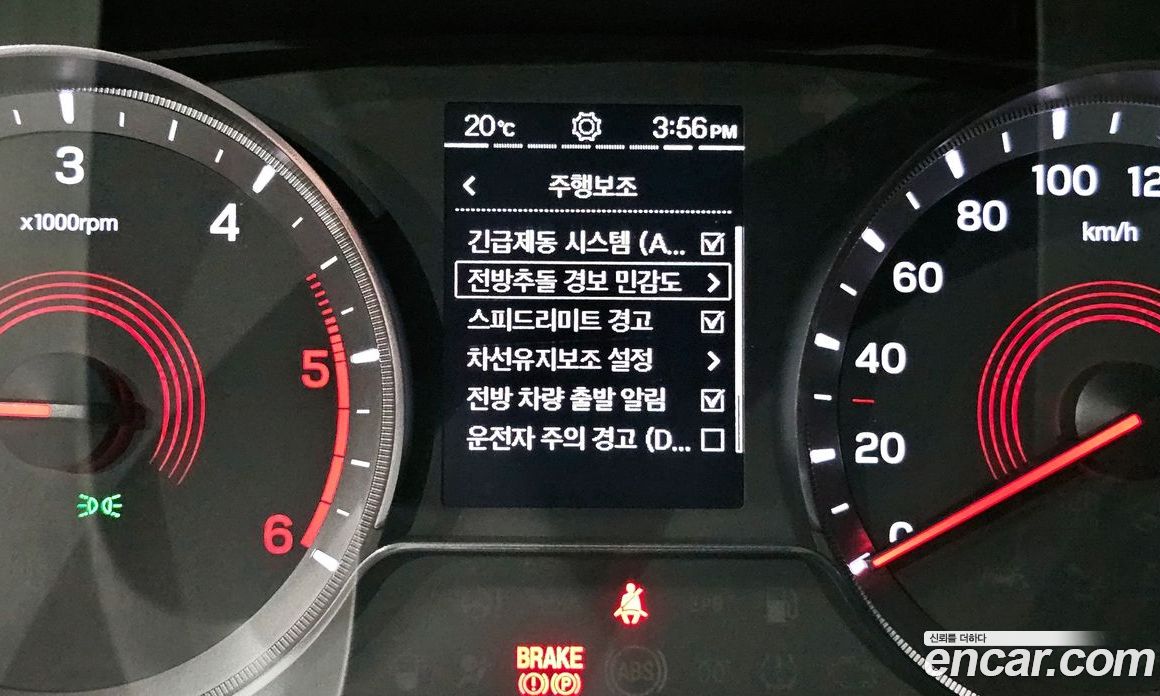 20°C 3:56PM
주행보조
긴급제동 시스템 (A...
전방추돌 경보 민감도
스피드리미트 경고
차선유지보조 설정
전방 차량 출발 알림
운전자 주의 경고 (D...
3
4
5
6
x1000rpm
0
20
40
60
80
100
12
km/h
BRAKE
(!) (P)
ABS
신뢰를 더하다
encar.com